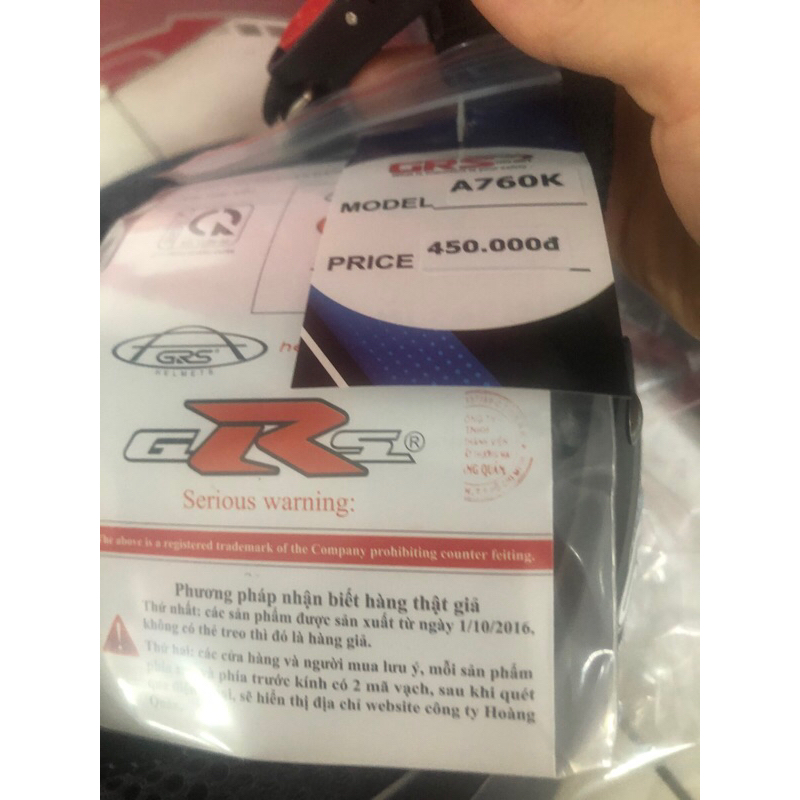 GRS
MODEL A760K
PRICE 450.000đ
GRS
HELMETS
GRS®
Serious warning:
The above is a registered trademark of the Company prohibiting counter feiting.
Phương pháp nhận biết hàng thật giả
Thứ nhất: các sản phẩm được sản xuất từ ngày 1/10/2016,
không có thẻ treo thì đó là hàng giả.
Thứ hai: các cửa hàng và người mua lưu ý, mỗi sản phẩm
phía và phía trước kính có 2 mã vạch, sau khi quét
sẽ hiển thị địa chỉ website công ty Hoàng